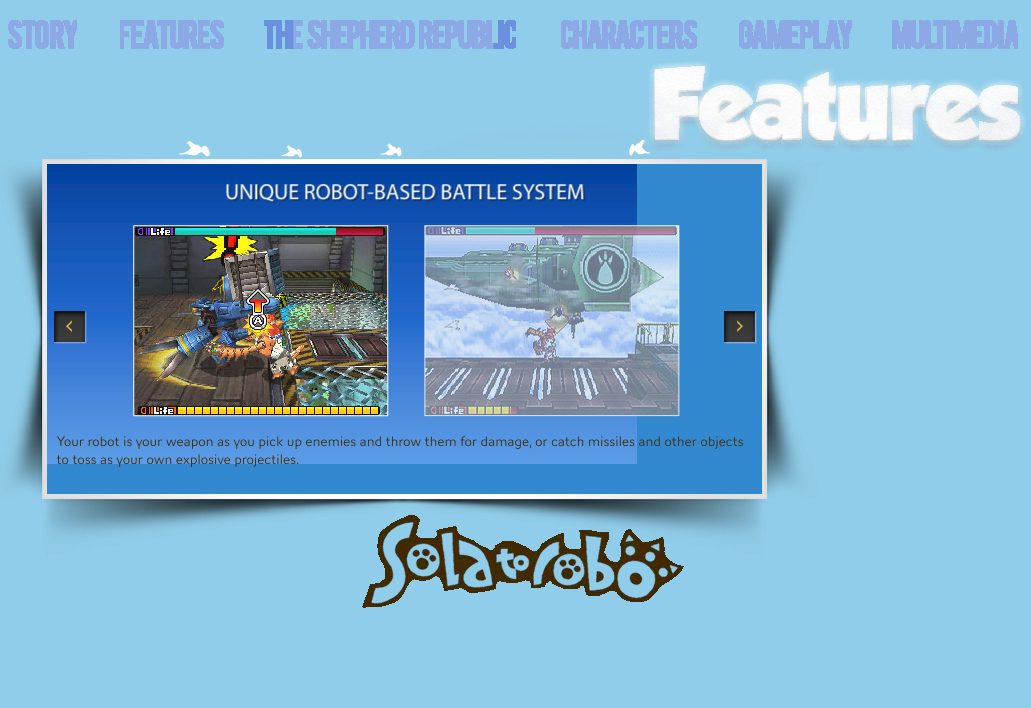 STORY FEATURES THE SHEPHERD REPUBLIC CHARACTERS GAMEPLAY MULTIMEDIA
Features
UNIQUE ROBOT-BASED BATTLE SYSTEM
Life Life
A
Life Life
Your robot is your weapon as you pick up enemies and throw them for damage, or catch missiles and other objects
to toss as your own explosive projectiles.
Solatorobo